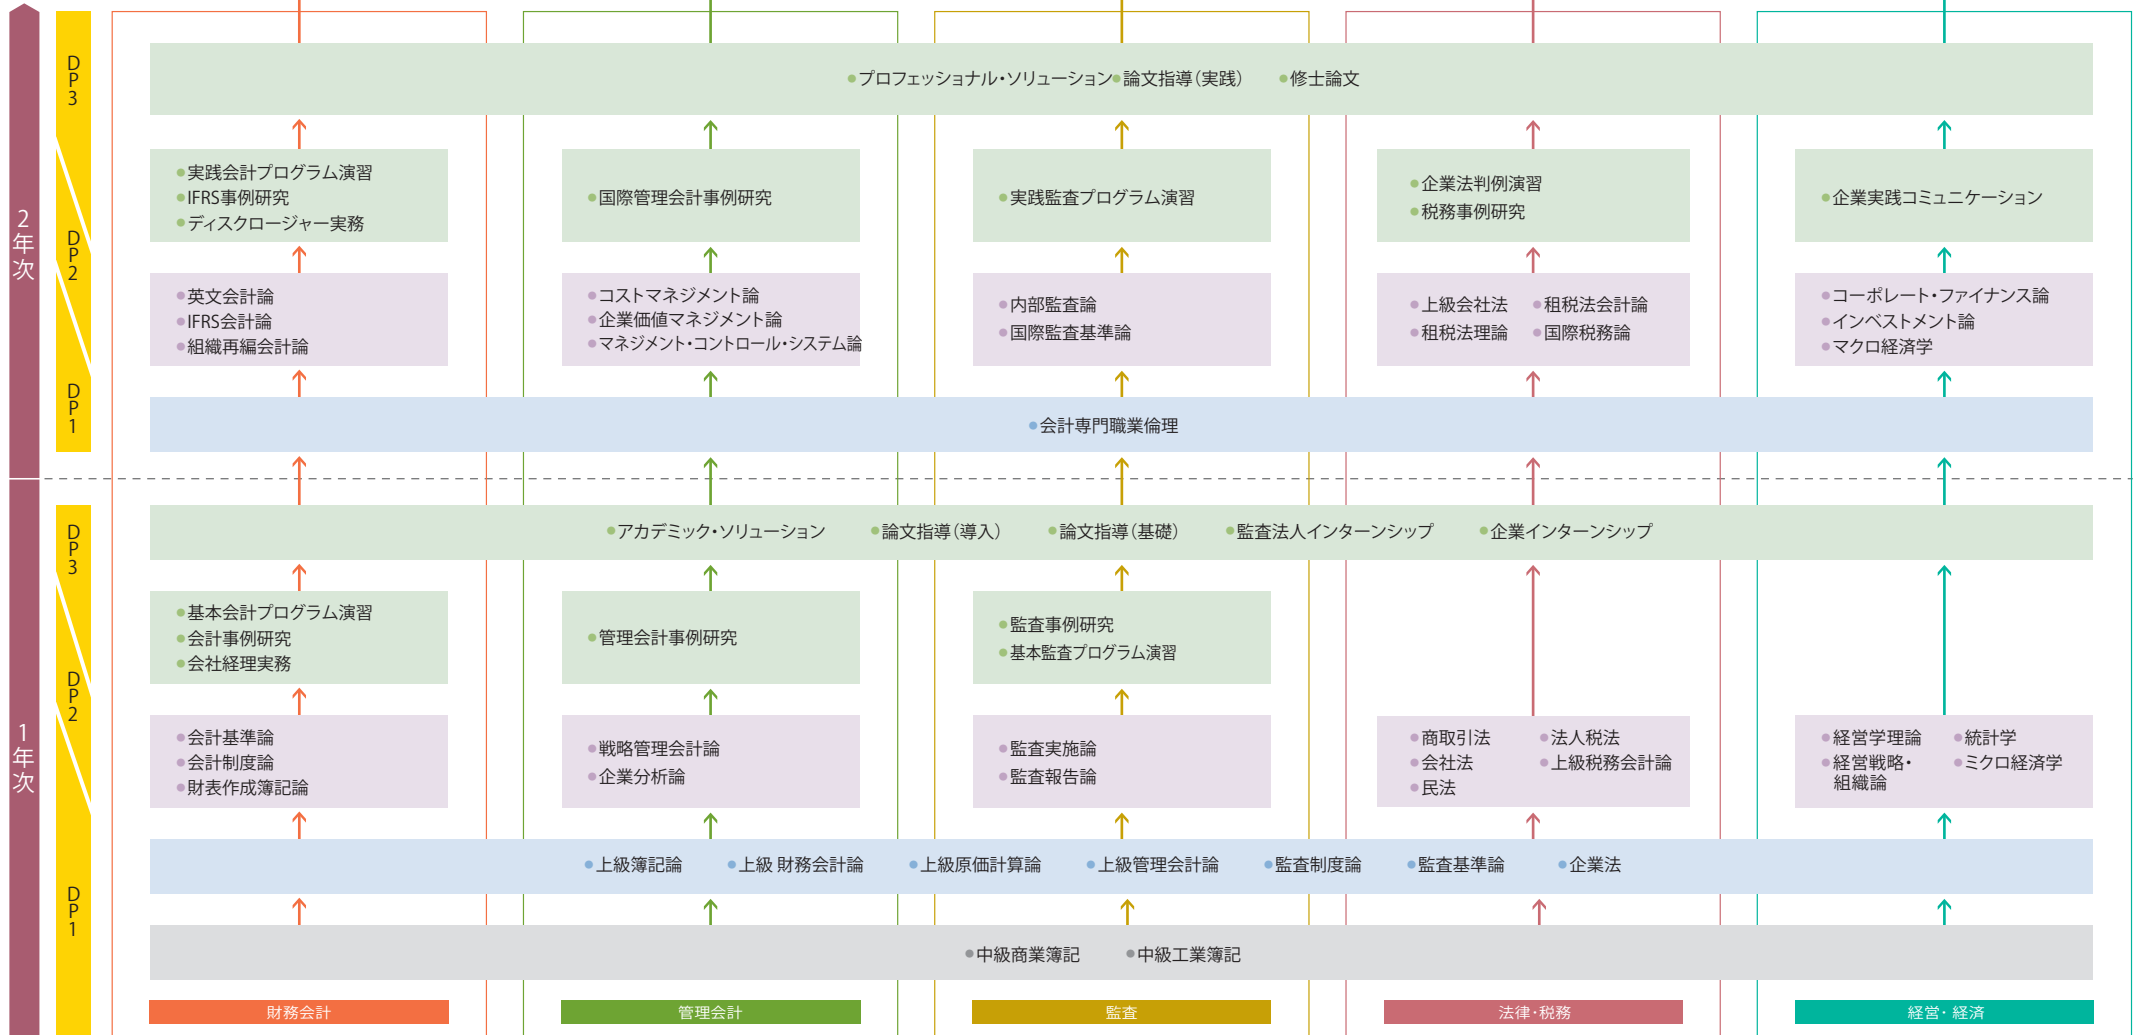 2年次
DP3
DP2
DP1
●プロフェッショナル・ソリューション ●論文指導(実践) ●修士論文
●実践会計プログラム演習
●IFRS事例研究
●ディスクロージャー実務
●国際管理会計事例研究
●実践監査プログラム演習
●企業法判例演習
●税務事例研究
●企業実践コミュニケーション
●英文会計論
●IFRS会計論
●組織再編会計論
●コストマネジメント論
●企業価値マネジメント論
●マネジメント・コントロール・システム論
●内部監査論
●国際監査基準論
●上級会社法 ●租税法会計論
●租税法理論 ●国際税務論
●コーポレート・ファイナンス論
●インベストメント論
●マクロ経済学
●会計専門職業倫理
1年次
DP3
DP2
DP1
●アカデミック・ソリューション ●論文指導(導入) ●論文指導(基礎) ●監査法人インターンシップ ●企業インターンシップ
●基本会計プログラム演習
●会計事例研究
●会社経理実務
●管理会計事例研究
●監査事例研究
●基本監査プログラム演習
●会計基準論
●会計制度論
●財表作成簿記論
●戦略管理会計論
●企業分析論
●監査実施論
●監査報告論
●商取引法 ●法人税法
●会社法 ●上級税務会計論
●民法
●経営学理論 ●統計学
●経営戦略・ ●ミクロ経済学
組織論
●上級簿記論 ●上級 財務会計論 ●上級原価計算論 ●上級管理会計論 ●監査制度論 ●監査基準論 ●企業法
●中級商業簿記 ●中級工業簿記
財務会計 管理会計 監査 法律・税務 経営・経済